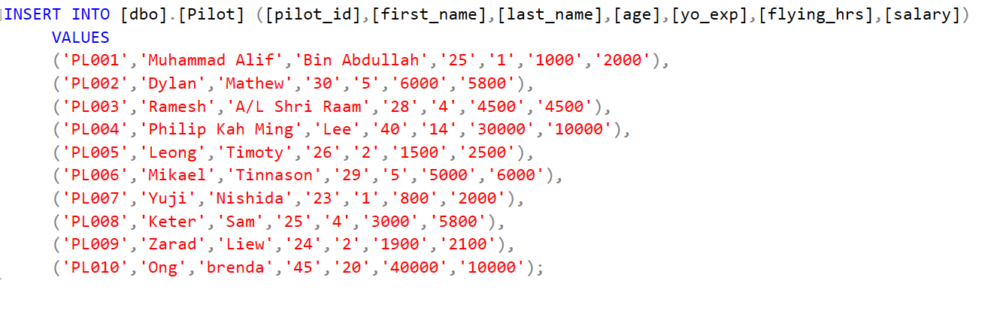 INSERT INTO [dbo].[Pilot] ([pilot_id],[first_name],[last_name],[age],[yo_exp],[flying_hrs],[salary])
VALUES
('PL001','Muhammad Alif','Bin Abdullah','25','1','1000','2000'),
('PL002','Dylan','Mathew','30','5','6000','5800'),
('PL003','Ramesh','A/L Shri Raam','28','4','4500','4500'),
('PL004','Philip Kah Ming','Lee','40','14','30000','10000'),
('PL005','Leong','Timoty','26','2','1500','2500'),
('PL006','Mikael','Tinnason','29','5','5000','6000'),
('PL007','Yuji','Nishida','23','1','800','2000'),
('PL008','Keter','Sam','25','4','3000','5800'),
('PL009','Zarad','Liew','24','2','1900','2100'),
('PL010','Ong','brenda','45','20','40000','10000');